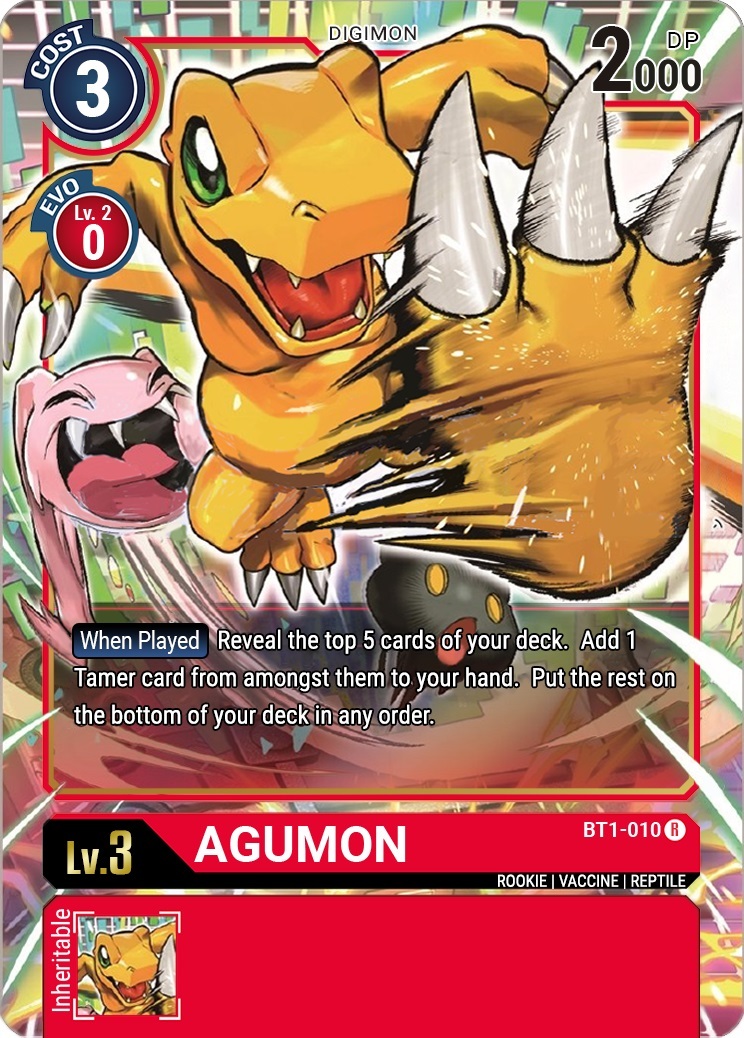 DIGIMON
COST
3
DP
2000
EVO
Lv. 2
0
When Played Reveal the top 5 cards of your deck. Add 1
Tamer card from amongst them to your hand. Put the rest on
the bottom of your deck in any order.
BT1-010 R
Lv.3 AGUMON
ROOKIE | VACCINE | REPTILE
Inheritable